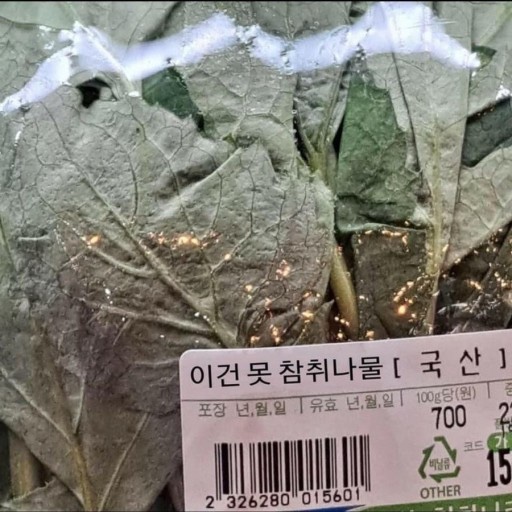 이건 못 참취나물 [ 국 산 ]
포장 년,월,일 | 유효 년,월,일 | 100g당(원)
700
코드
비닐류
15
OTHER
2 326280 015601